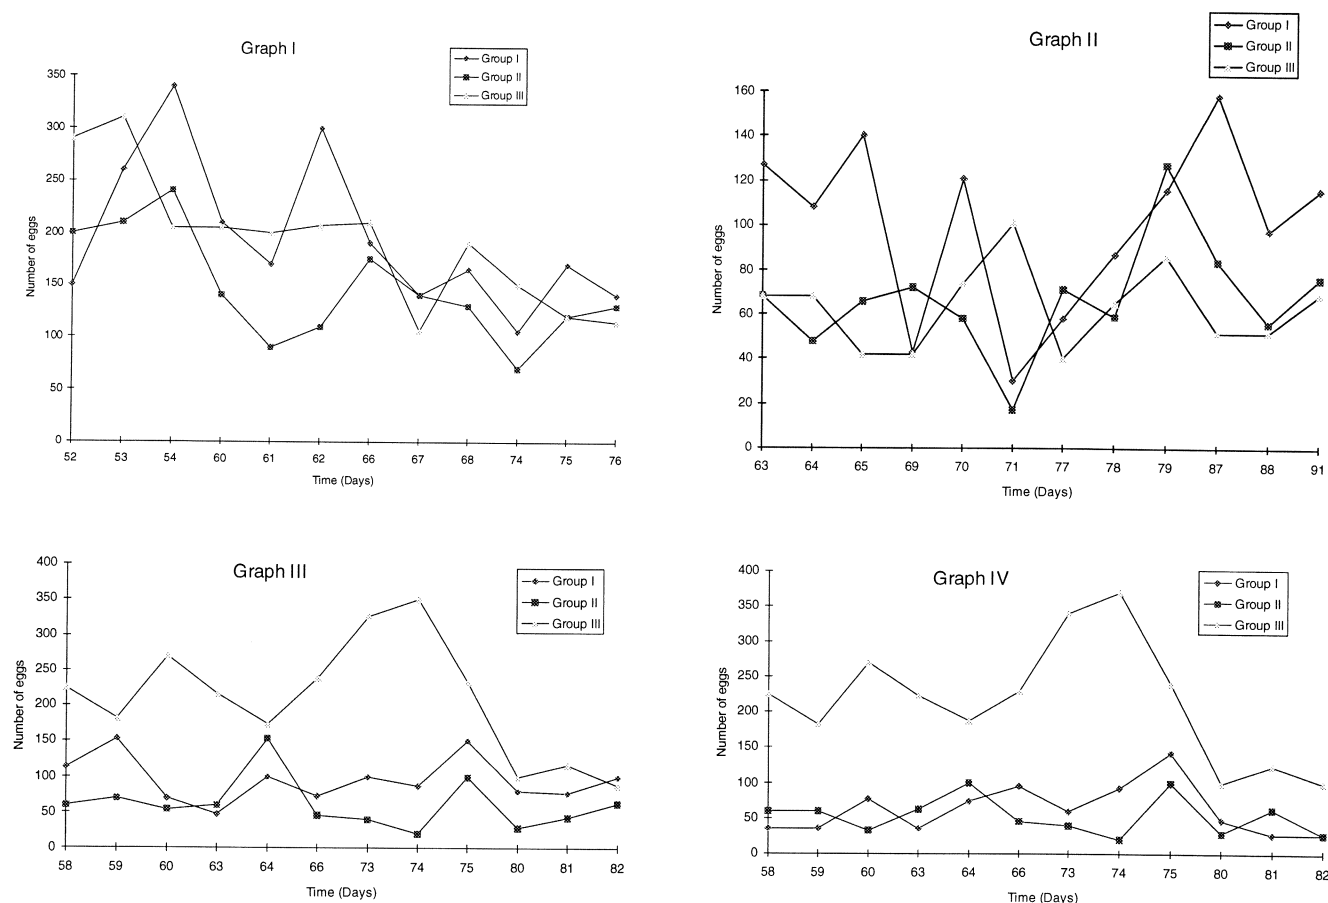 Graph I
Group I
Group II
Group III
350
300
250
200
150
100
50
0
Number of eggs
52 53 54 60 61 62 66 67 68 74 75 76
Time (Days)
Graph II
Group I
Group II
Group III
160
140
120
100
80
60
40
20
0
Number of eggs
63 64 65 69 70 71 77 78 79 87 88 91
Time (Days)
Graph III
Group I
Group II
Group III
400
350
300
250
200
150
100
50
0
Number of eggs
58 59 60 63 64 66 73 74 75 80 81 82
Time (Days)
Graph IV
Group I
Group II
Group III
400
350
300
250
200
150
100
50
0
Number of eggs
58 59 60 63 64 66 73 74 75 80 81 82
Time (Days)